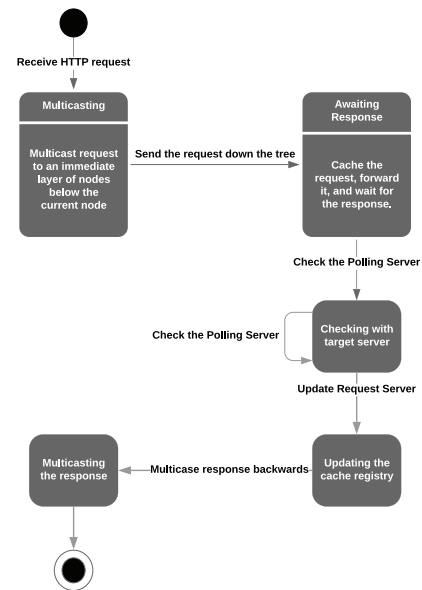 Receive HTTP request
Multicasting
Multicast request
to an immediate
layer of nodes
below the
current node
Send the request down the tree
Awaiting
Response
Cache the
request, forward
it, and wait for
the response.
Check the Polling Server
Check the Polling Server
Checking with
target server
Update Request Server
Updating the
cache registry
Multicase response backwards
Multicasting
the response